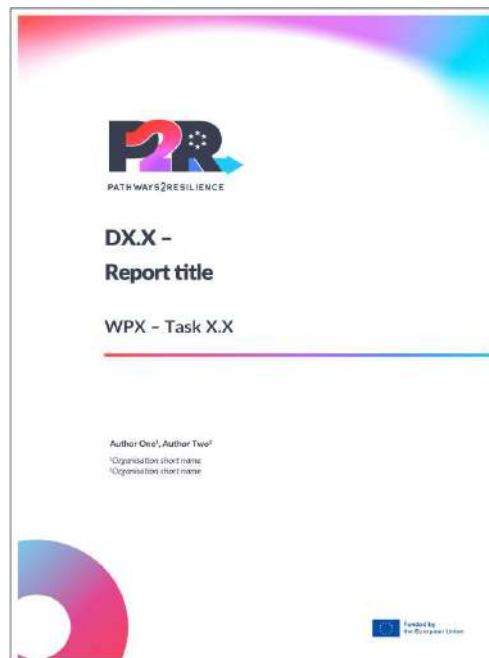 P2R
PATHWAYS2RESILIENCE
DX.X –
Report title
WPX – Task X.X
Author One¹, Author Two²
¹Organisation short name
²Organisation short name
Funded by
the European Union